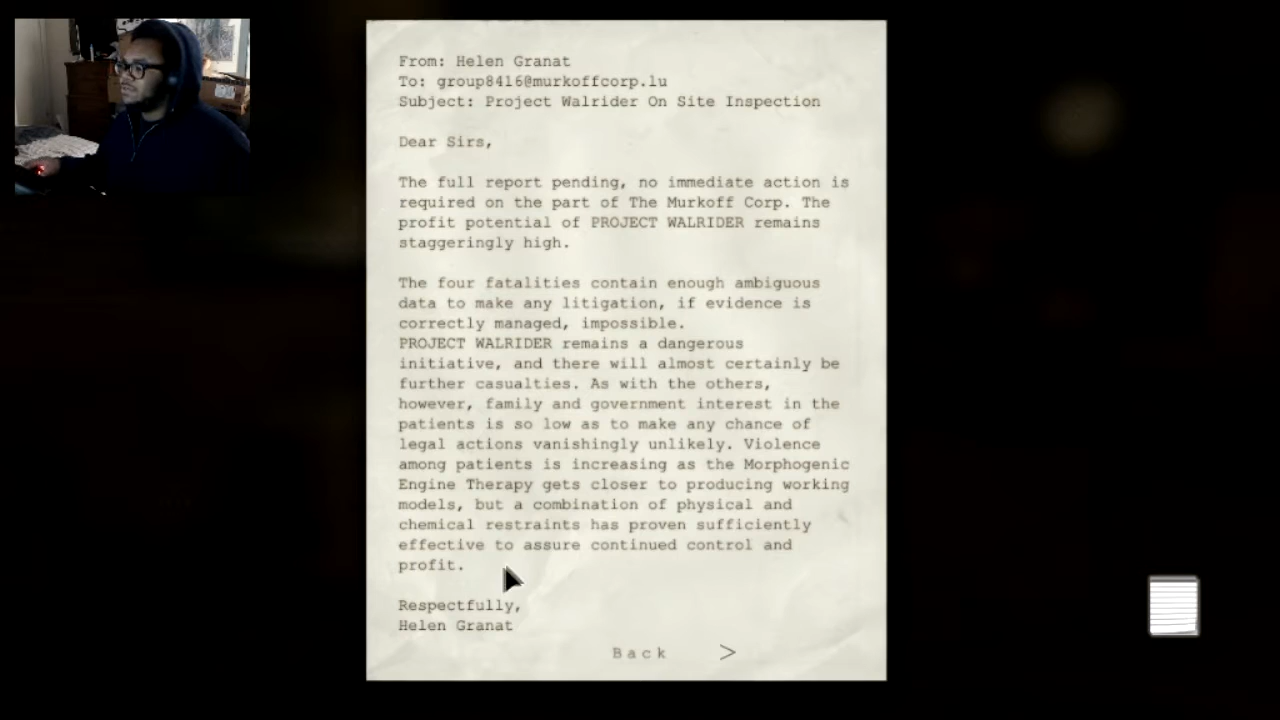 From: Helen Granat
To: group8416@murkoffcorp.lu
Subject: Project Walrider On Site Inspection
Dear Sirs,
The full report pending, no immediate action is
required on the part of The Murkoff Corp. The
profit potential of PROJECT WALRIDER remains
staggeringly high.
The four fatalities contain enough ambiguous
data to make any litigation, if evidence is
correctly managed, impossible.
PROJECT WALRIDER remains a dangerous
initiative, and there will almost certainly be
further casualties. As with the others,
however, family and government interest in the
patients is so low as to make any chance of
legal actions vanishingly unlikely. Violence
among patients is increasing as the Morphogenic
Engine Therapy gets closer to producing working
models, but a combination of physical and
chemical restraints has proven sufficiently
effective to assure continued control and
profit.
Respectfully,
Helen Granat
Back >